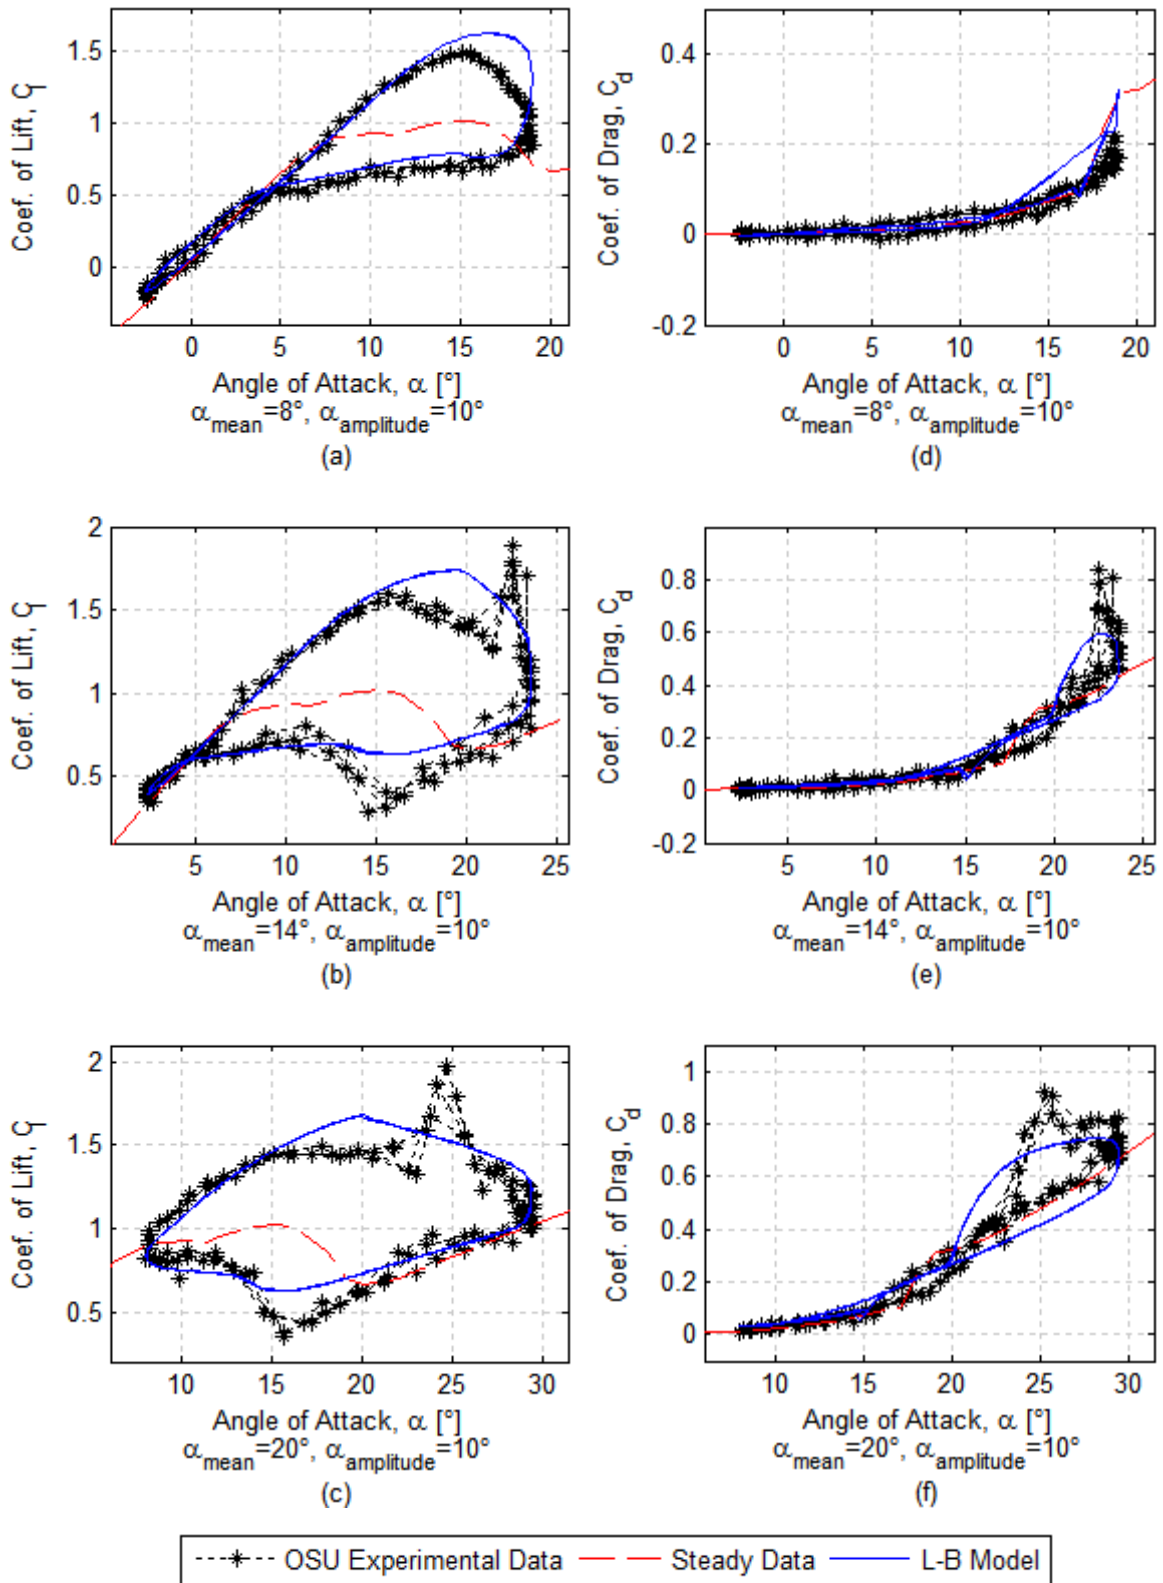 Coef. of Lift, Cl
1.5
1
0.5
0
0 5 10 15 20
Angle of Attack, α [°]
αmean=8°, αamplitude=10°
(a)
Coef. of Drag, Cd
0.4
0.2
0
-0.2
0 5 10 15 20
Angle of Attack, α [°]
αmean=8°, αamplitude=10°
(d)
Coef. of Lift, Cl
2
1.5
1
0.5
5 10 15 20 25
Angle of Attack, α [°]
αmean=14°, αamplitude=10°
(b)
Coef. of Drag, Cd
0.8
0.6
0.4
0.2
0
-0.2
5 10 15 20 25
Angle of Attack, α [°]
αmean=14°, αamplitude=10°
(e)
Coef. of Lift, Cl
2
1.5
1
0.5
10 15 20 25 30
Angle of Attack, α [°]
αmean=20°, αamplitude=10°
(c)
Coef. of Drag, Cd
1
0.8
0.6
0.4
0.2
0
10 15 20 25 30
Angle of Attack, α [°]
αmean=20°, αamplitude=10°
(f)
OSU Experimental Data Steady Data L-B Model